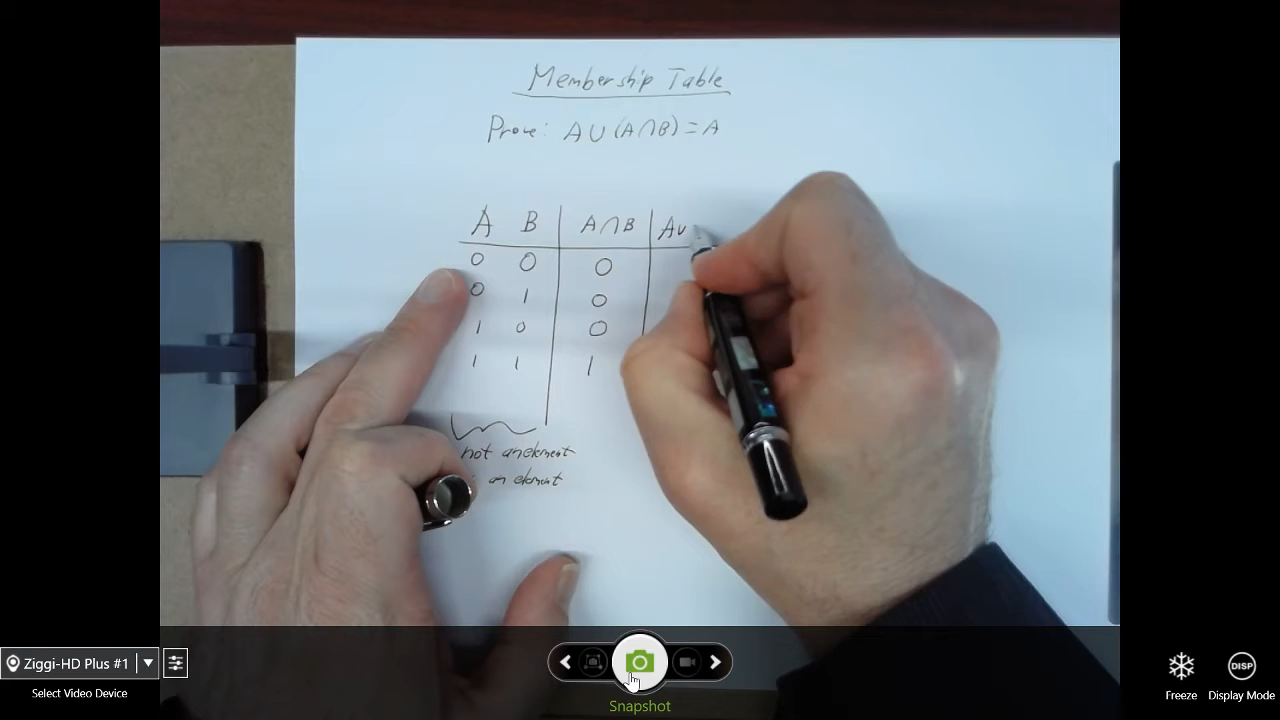 Membership Table
Prove: A∪(A∩B)=A
A B A∩B A∪
0 0 0
0 1 0
1 0 0
1 1 1
not an element
an element
Ziggi-HD Plus #1
Select Video Device
Snapshot
Freeze
DISP
Display Mode